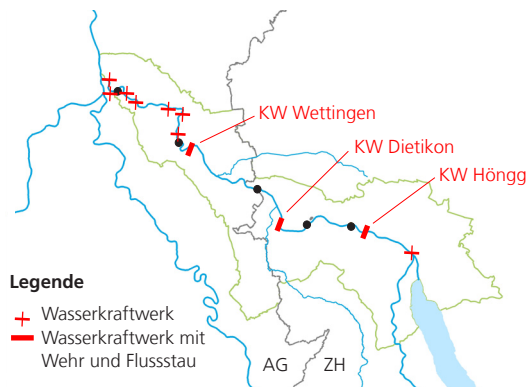 KW Wettingen
KW Dietikon
KW Höngg
Legende
Wasserkraftwerk
Wasserkraftwerk mit
Wehr und Flussstau
AG
ZH